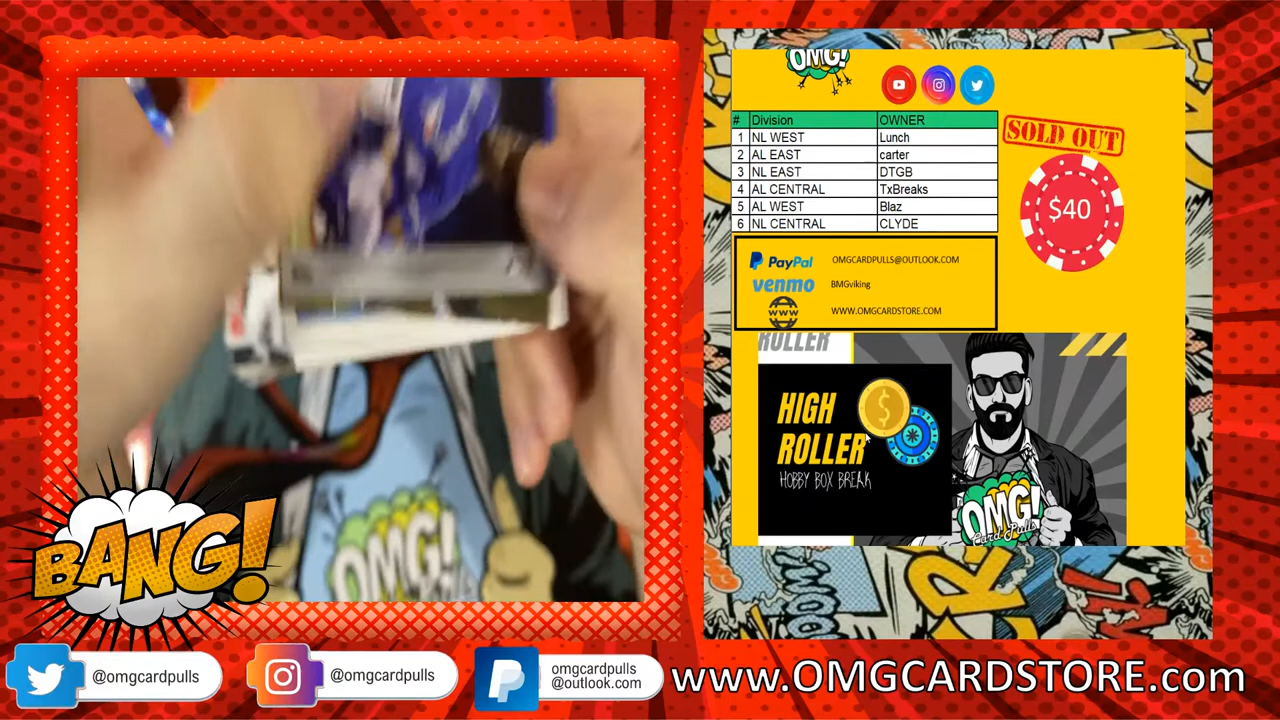 OMG!
# Division OWNER
1 NL WEST Lunch
2 AL EAST carter
3 NL EAST DTGB
4 AL CENTRAL TxBreaks
5 AL WEST Blaz
6 NL CENTRAL CLYDE
SOLD OUT
$40
PayPal OMGCARDPULLS@OUTLOOK.COM
venmo BMGviking
WWW WWW.OMGCARDSTORE.COM
ROLLER
HIGH
ROLLER
HOBBY BOX BREAK
$
OMG!
Card Pulls
OMG!
BANG!
@omgcardpulls
@omgcardpulls
PayPal
omgcardpulls
@outlook.com
www.OMGCARDSTORE.com